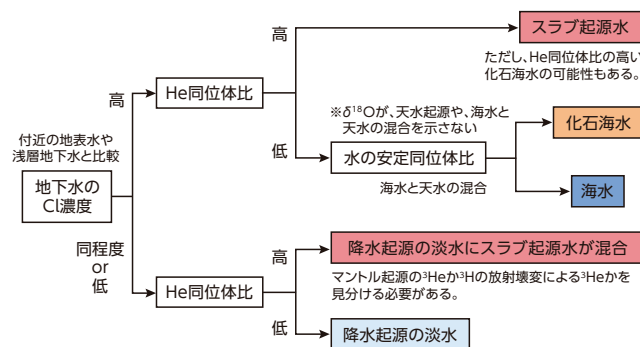 高
スラブ起源水
ただし、He同位体比の高い
化石海水の可能性もある。
He同位体比
高
低
※δ¹⁸Oが、天水起源や、海水と
天水の混合を示さない
化石海水
水の安定同位体比
海水と天水の混合
海水
付近の地表水や
浅層地下水と比較
地下水の
Cl濃度
同程度
or
低
高
降水起源の淡水にスラブ起源水が混合
He同位体比
マントル起源の³Heか³Hの放射壊変による³Heかを
見分ける必要がある。
低
降水起源の淡水